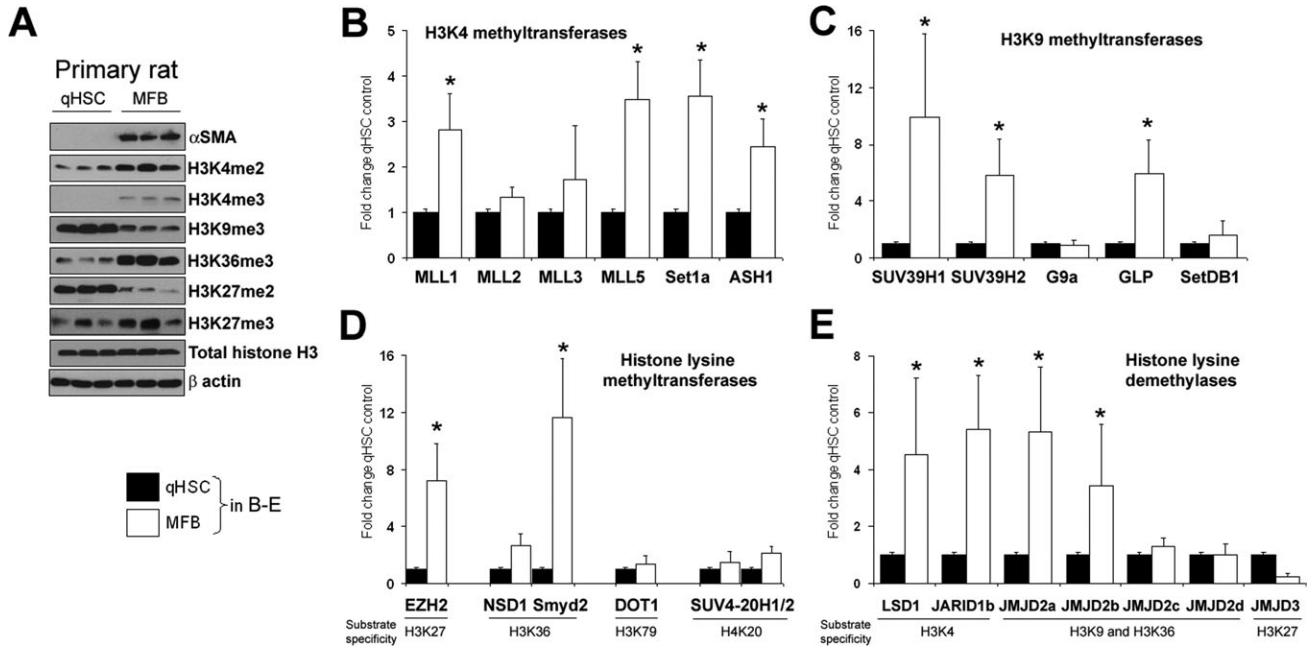 A
Primary rat
qHSC MFB
αSMA
H3K4me2
H3K4me3
H3K9me3
H3K36me3
H3K27me2
H3K27me3
Total histone H3
β actin
qHSC
MFB
in B-E
B
H3K4 methyltransferases
Fold change qHSC control
5
4
3
2
1
0
* * * *
MLL1 MLL2 MLL3 MLL5 Set1a ASH1
C
H3K9 methyltransferases
Fold change qHSC control
16
12
8
4
0
* * *
SUV39H1 SUV39H2 G9a GLP SetDB1
D
Histone lysine
methyltransferases
Fold change qHSC control
16
12
8
4
0
* *
EZH2 NSD1 Smyd2 DOT1 SUV4-20H1/2
Substrate
specificity
H3K27 H3K36 H3K79 H4K20
E
Histone lysine
demethylases
Fold change qHSC control
8
6
4
2
0
* * * *
LSD1 JARID1b JMJD2a JMJD2b JMJD2c JMJD2d JMJD3
Substrate
specificity
H3K4 H3K9 and H3K36 H3K27